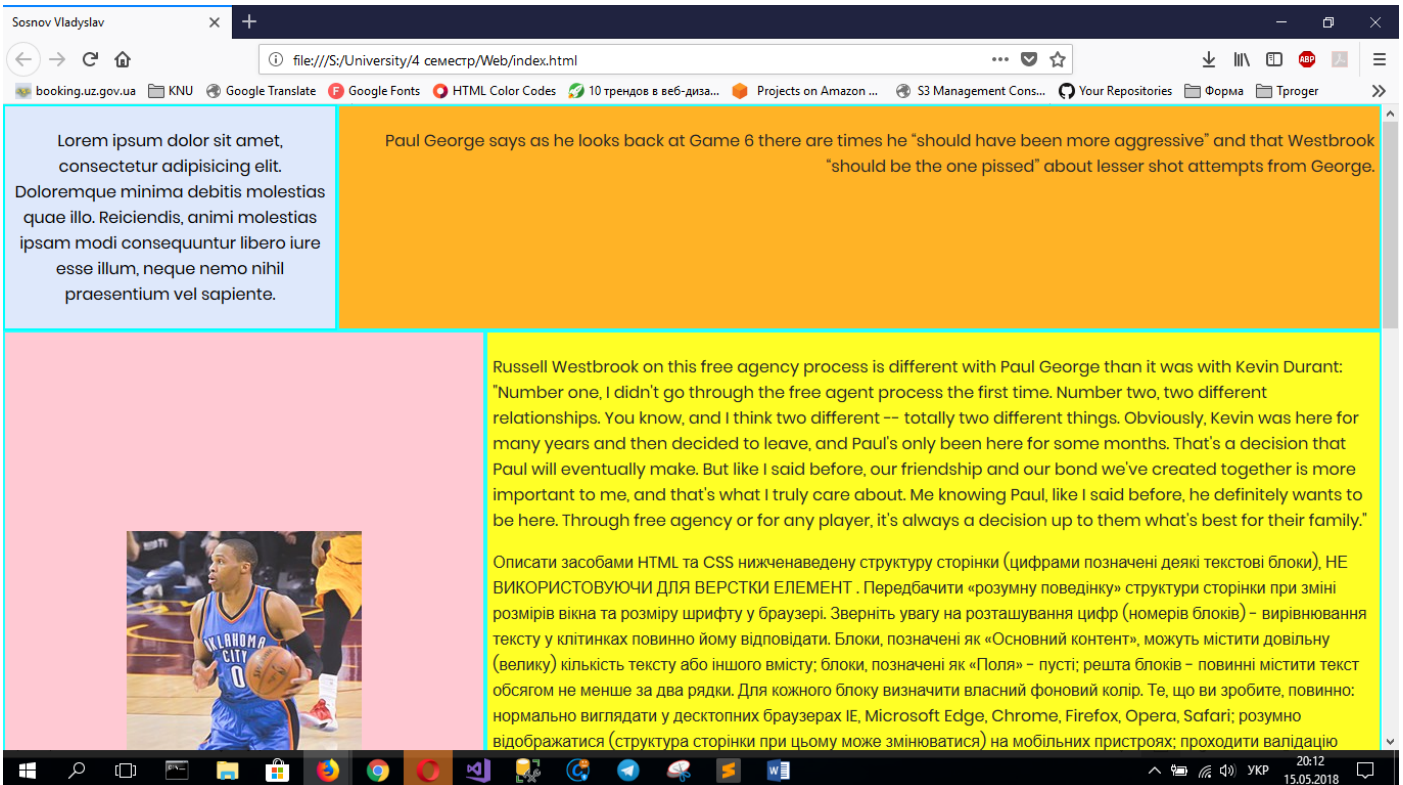 Sosnov Vladyslav
file:///S:/University/4 семестр/Web/index.html
ABP
booking.uz.gov.ua KNU Google Translate Google Fonts HTML Color Codes 10 трендов в веб-диза... Projects on Amazon ... S3 Management Cons... Your Repositories Форма Tproger
Lorem ipsum dolor sit amet,
consectetur adipisicing elit.
Doloremque minima debitis molestias
quae illo. Reiciendis, animi molestias
ipsam modi consequuntur libero iure
esse illum, neque nemo nihil
praesentium vel sapiente.
Paul George says as he looks back at Game 6 there are times he “should have been more aggressive” and that Westbrook
“should be the one pissed” about lesser shot attempts from George.
OKLAHOMA
CITY
0
Russell Westbrook on this free agency process is different with Paul George than it was with Kevin Durant:
"Number one, I didn't go through the free agent process the first time. Number two, two different
relationships. You know, and I think two different -- totally two different things. Obviously, Kevin was here for
many years and then decided to leave, and Paul's only been here for some months. That's a decision that
Paul will eventually make. But like I said before, our friendship and our bond we've created together is more
important to me, and that's what I truly care about. Me knowing Paul, like I said before, he definitely wants to
be here. Through free agency or for any player, it's always a decision up to them what's best for their family."
Описати засобами HTML та CSS нижченаведену структуру сторінки (цифрами позначені деякі текстові блоки), НЕ
ВИКОРИСТОВУЮЧИ ДЛЯ ВЕРСТКИ ЕЛЕМЕНТ . Передбачити «розумну поведінку» структури сторінки при зміні
розмірів вікна та розміру шрифту у браузері. Зверніть увагу на розташування цифр (номерів блоків) – вирівнювання
тексту у клітинках повинно йому відповідати. Блоки, позначені як «Основний контент», можуть містити довільну
(велику) кількість тексту або іншого вмісту; блоки, позначені як «Поля» – пусті; решта блоків – повинні містити текст
обсягом не менше за два рядки. Для кожного блоку визначити власний фоновий колір. Те, що ви зробите, повинно:
нормально виглядати у десктопних браузерах IE, Microsoft Edge, Chrome, Firefox, Opera, Safari; розумно
відображатися (структура сторінки при цьому може змінюватися) на мобільних пристроях; проходити валідацію
УКР
20:12
15.05.2018